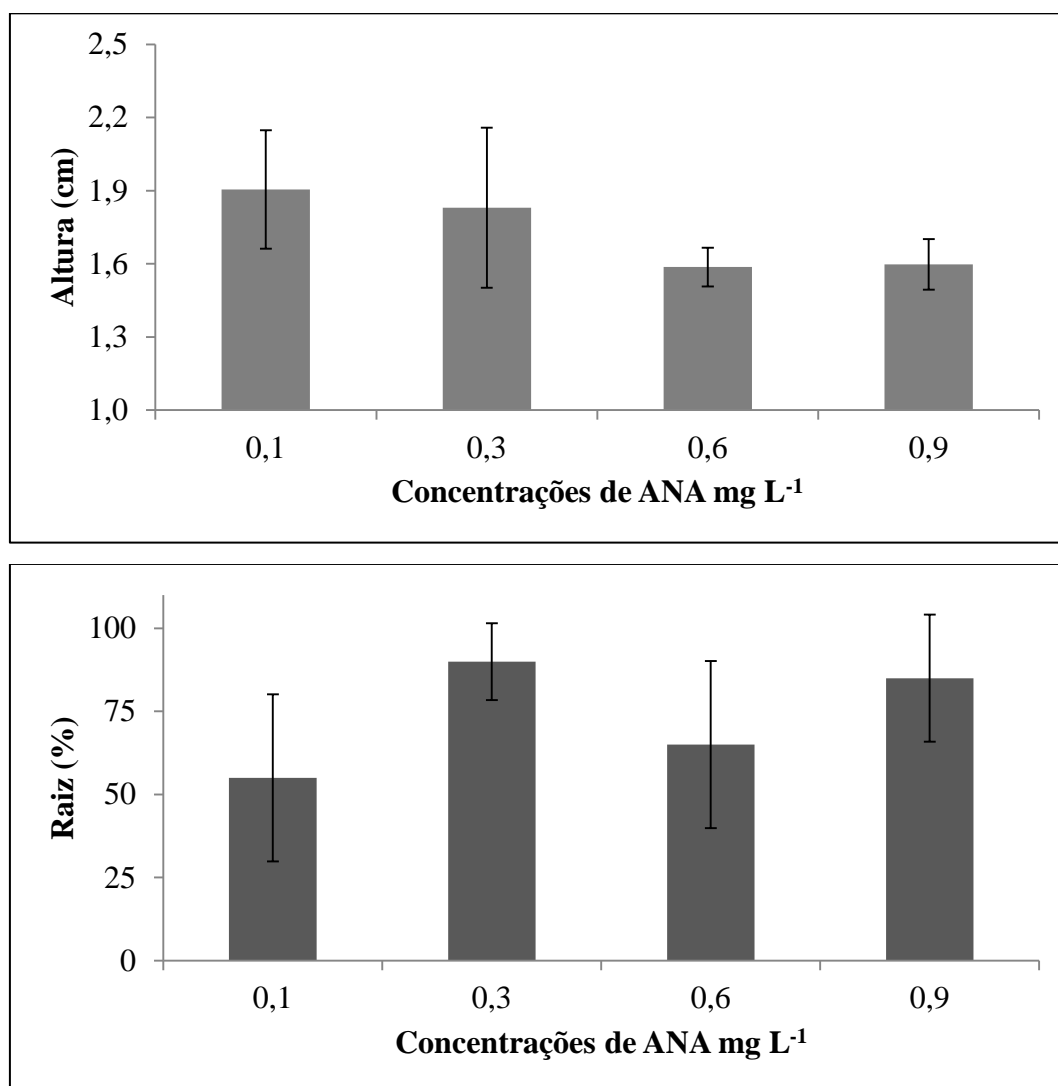 2,5
2,2
1,9
1,6
1,3
1,0
Altura (cm)
0,1 0,3 0,6 0,9
Concentrações de ANA mg L-1
100
75
50
25
0
Raiz (%)
0,1 0,3 0,6 0,9
Concentrações de ANA mg L-1